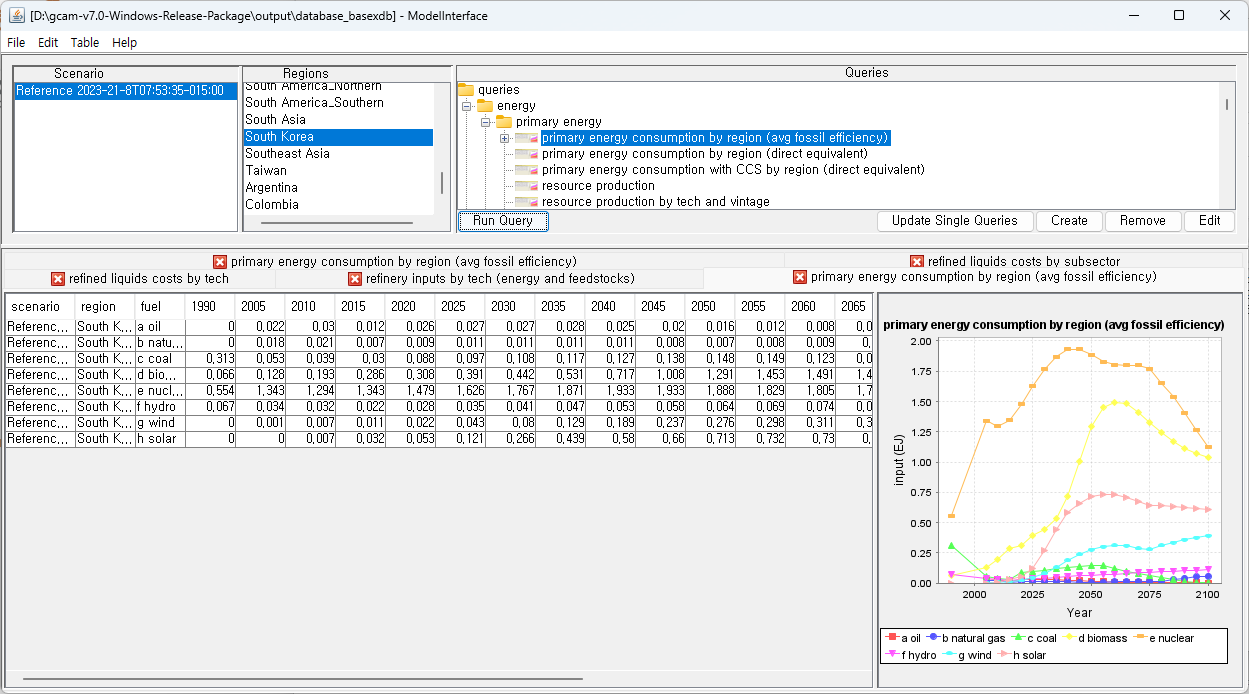 [D:\gcam-v7.0-Windows-Release-Package\output\database_basexdb] - ModelInterface
File Edit Table Help
Scenario
Reference 2023-21-8T07:53:35-015:00
Regions
South America_Northern
South America_Southern
South Asia
South Korea
Southeast Asia
Taiwan
Argentina
Colombia
Queries
queries
energy
primary energy
primary energy consumption by region (avg fossil efficiency)
primary energy consumption by region (direct equivalent)
primary energy consumption with CCS by region (direct equivalent)
resource production
resource production by tech and vintage
Run Query Update Single Queries Create Remove Edit
primary energy consumption by region (avg fossil efficiency) refined liquids costs by subsector
refined liquids costs by tech refinery inputs by tech (energy and feedstocks) primary energy consumption by region (avg fossil efficiency)
scenario region fuel 1990 2005 2010 2015 2020 2025 2030 2035 2040 2045 2050 2055 2060 2065
Referenc... South K... a oil 0 0.022 0.03 0.012 0.026 0.027 0.027 0.028 0.025 0.02 0.016 0.012 0.008 0.0
Referenc... South K... b natu... 0 0.018 0.021 0.007 0.009 0.011 0.011 0.011 0.011 0.008 0.007 0.008 0.009 0.0
Referenc... South K... c coal 0.313 0.053 0.039 0.03 0.088 0.097 0.108 0.117 0.127 0.138 0.148 0.149 0.123 0.0
Referenc... South K... d bio... 0.066 0.128 0.193 0.286 0.308 0.391 0.442 0.531 0.717 1.008 1.291 1.453 1.491 1.4
Referenc... South K... e nucl... 0.554 1.343 1.294 1.343 1.479 1.626 1.767 1.871 1.933 1.933 1.888 1.829 1.805 1.7
Referenc... South K... f hydro 0.067 0.034 0.032 0.022 0.028 0.035 0.041 0.047 0.053 0.058 0.064 0.069 0.074 0.0
Referenc... South K... g wind 0 0.001 0.007 0.011 0.022 0.043 0.08 0.129 0.189 0.237 0.276 0.298 0.311 0.3
Referenc... South K... h solar 0 0 0.007 0.032 0.053 0.121 0.266 0.439 0.58 0.66 0.713 0.732 0.73 0.
primary energy consumption by region (avg fossil efficiency)
2.00
1.75
1.50
1.25
1.00
0.75
0.50
0.25
0.00
input (EJ)
2000 2025 2050 2075 2100
Year
a oil b natural gas c coal d biomass e nuclear
f hydro g wind h solar